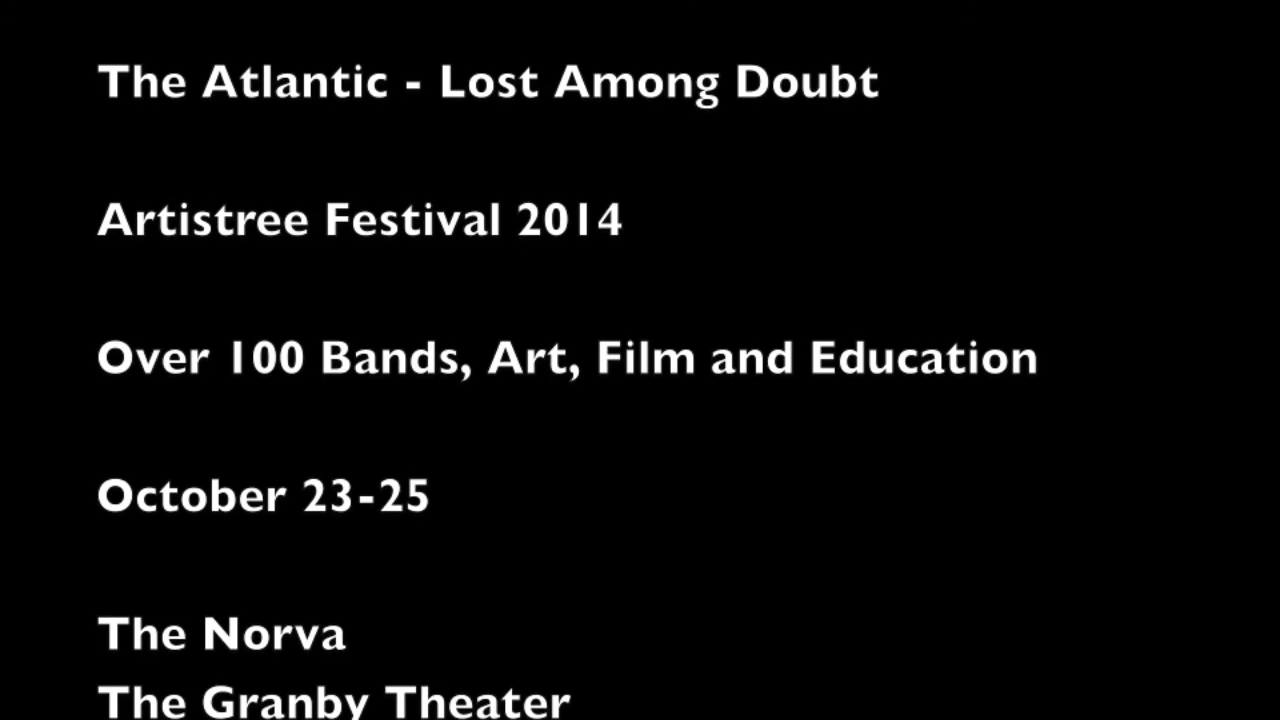 The Atlantic - Lost Among Doubt
Artistree Festival 2014
Over 100 Bands, Art, Film and Education
October 23-25
The Norva
The Granby Theater